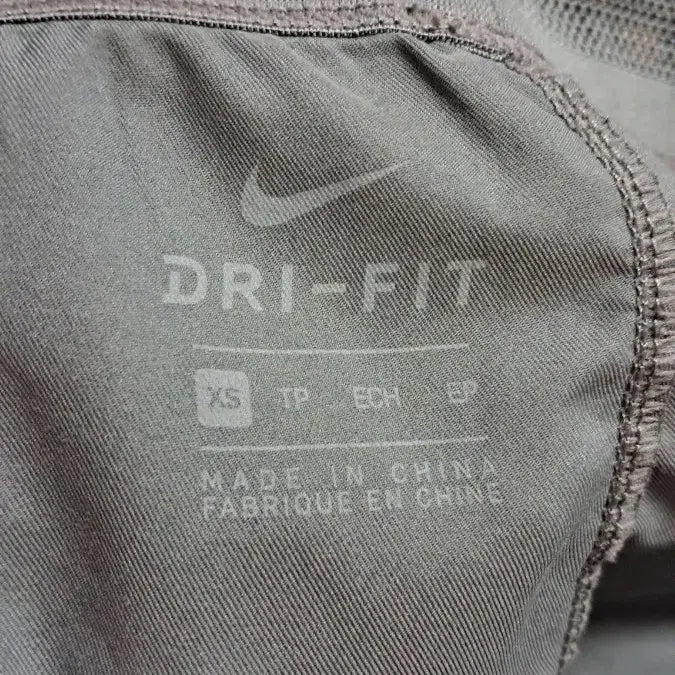 DRI-FIT
XS TP ECH EP
MADE IN CHINA
FABRIQUE EN CHINE